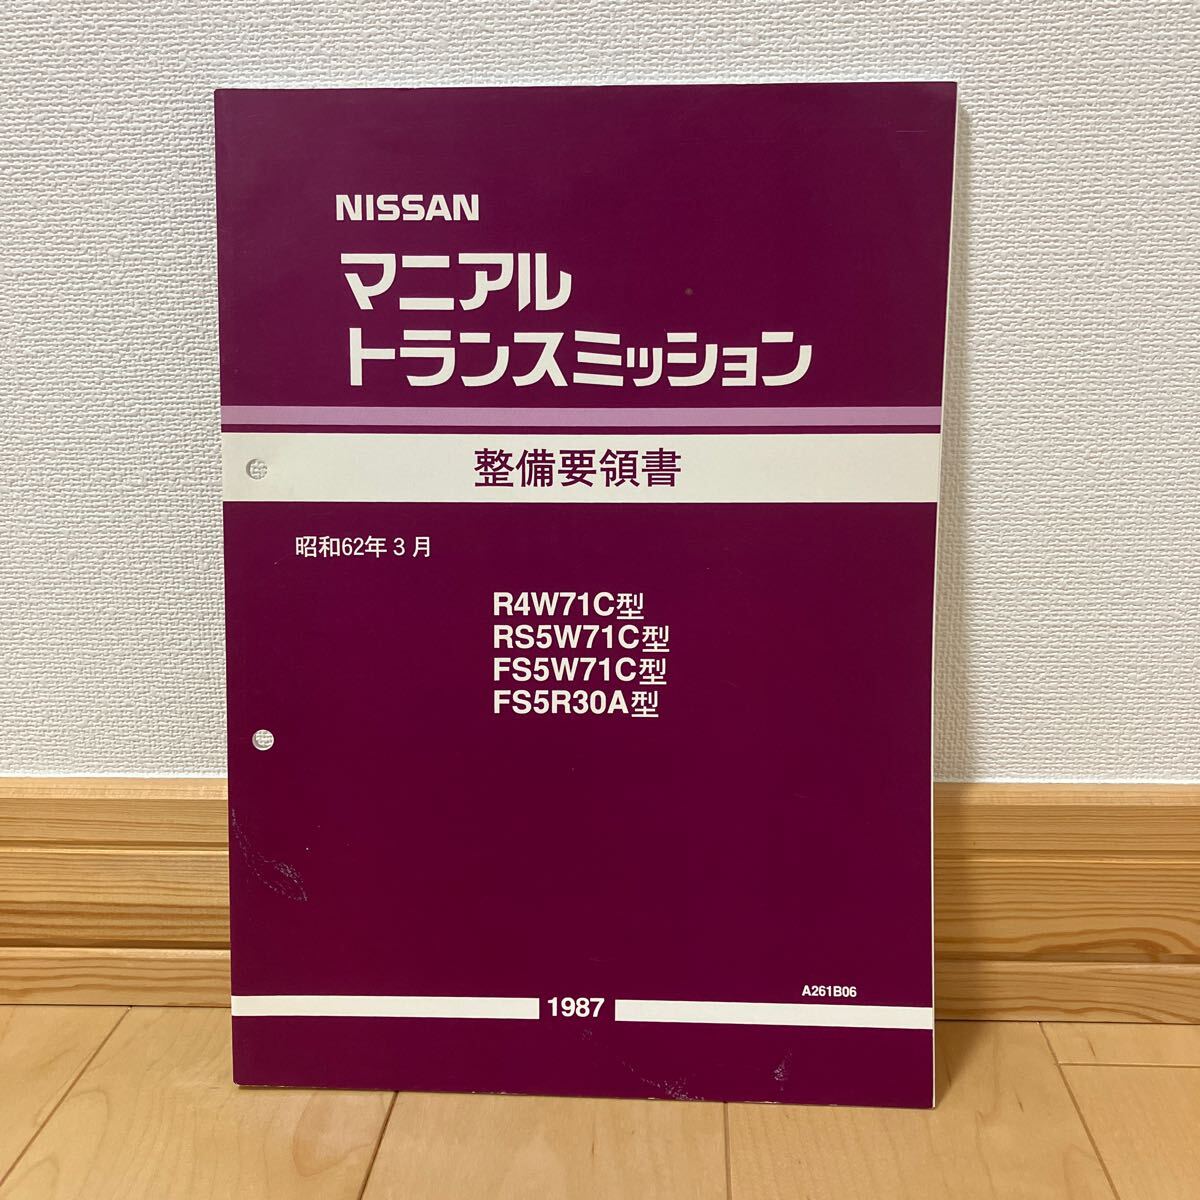 NISSAN
マニアル
トランスミッション
整備要領書
昭和62年3月
R4W71C型
RS5W71C型
FS5W71C型
FS5R30A型
A261B06
1987